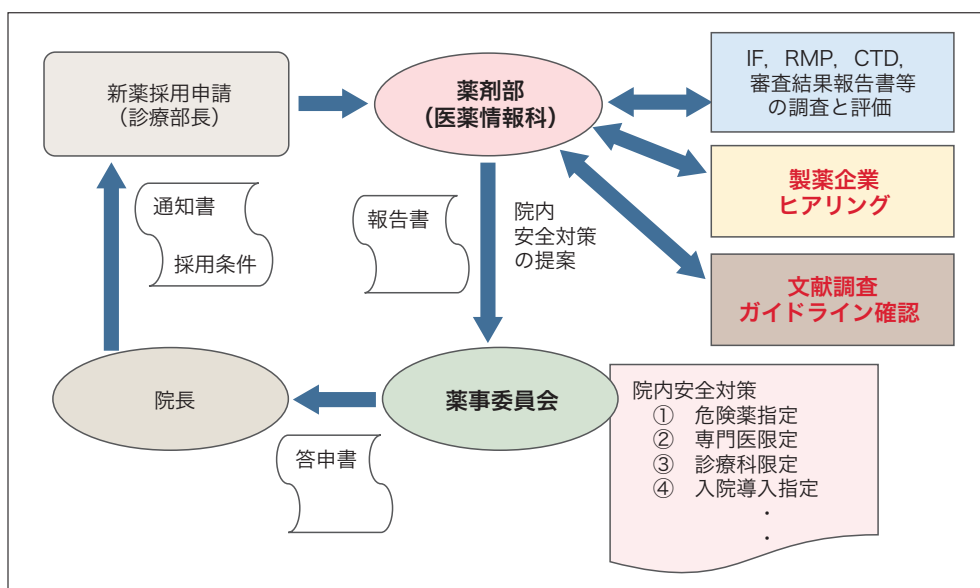 新薬採用申請
（診療部長）
薬剤部
（医薬情報科）
IF，RMP，CTD，
審査結果報告書等
の調査と評価
製薬企業
ヒアリング
文献調査
ガイドライン確認
通知書
採用条件
報告書
院内
安全対策
の提案
院長
薬事委員会
答申書
院内安全対策
①　危険薬指定
②　専門医限定
③　診療科限定
④　入院導入指定
・
・